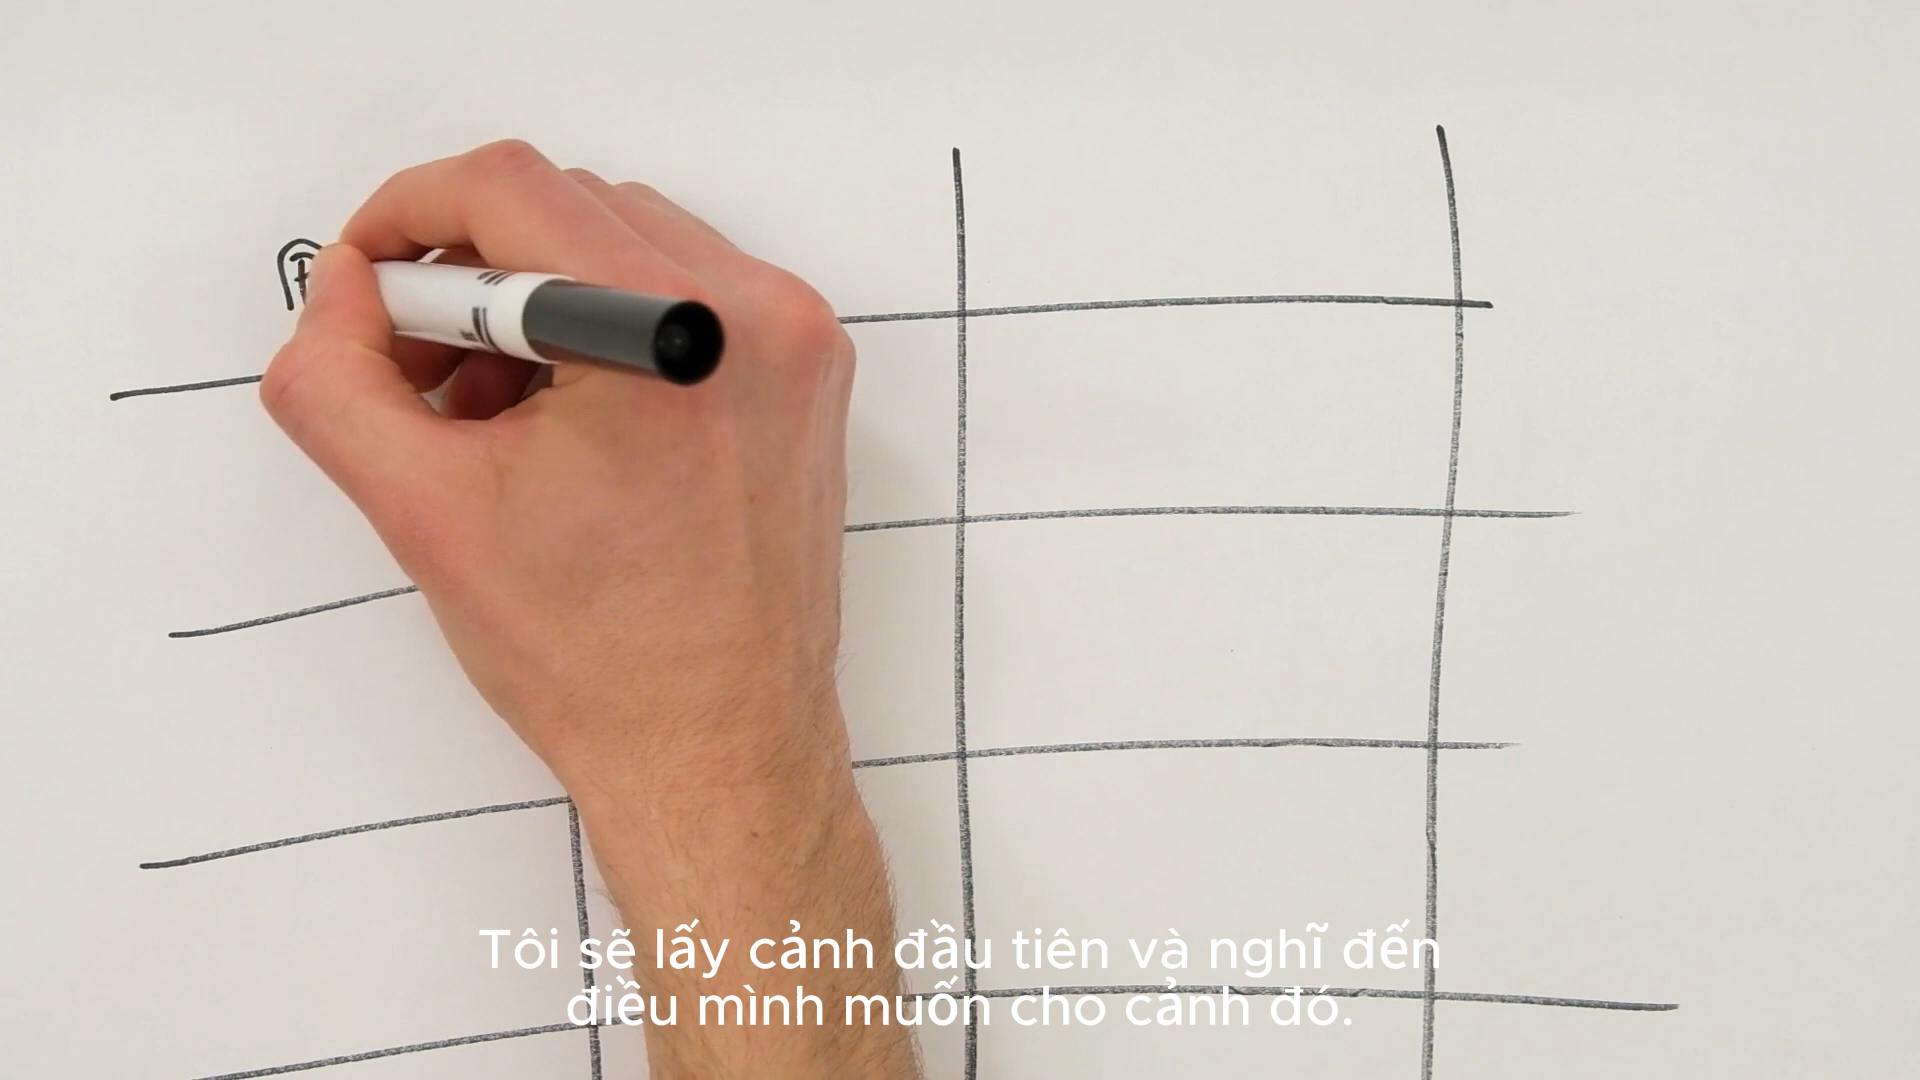 Tôi sẽ lấy cảnh đầu tiên và nghĩ đến
điều mình muốn cho cảnh đó.